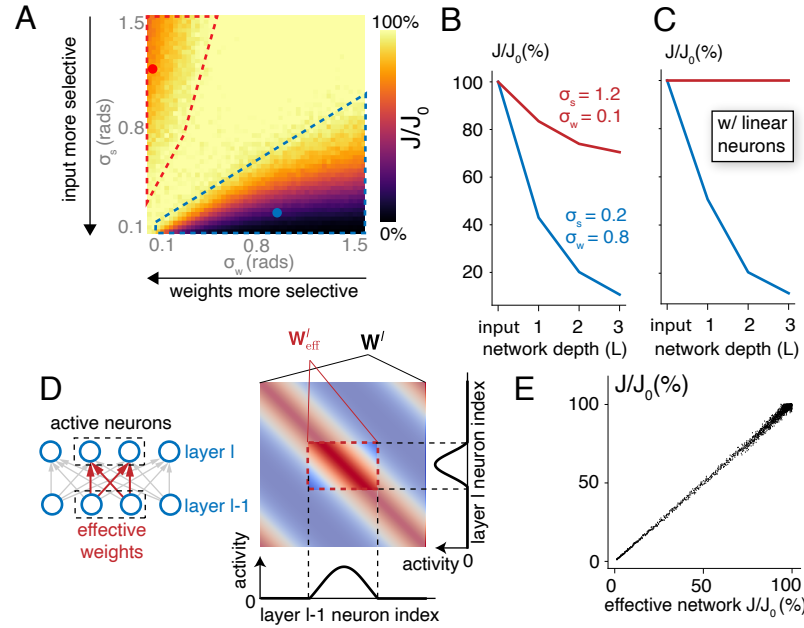 A
input more selective
σs (rads)
1.5
0.8
0.1
0.1
0.8
1.5
σw (rads)
weights more selective
100%
J/J0
0%
B
J/J0(%)
100
80
60
40
20
σs = 1.2
σw = 0.1
σs = 0.2
σw = 0.8
input 1 2 3
network depth (L)
C
J/J0(%)
w/ linear
neurons
input 1 2 3
network depth (L)
D
active neurons
layer l
layer l-1
effective
weights
W^l_eff
W^l
layer l neuron index
activity
0
activity
0
layer l-1 neuron index
E
J/J0(%)
100
50
0
0
50
100
effective network J/J0(%)